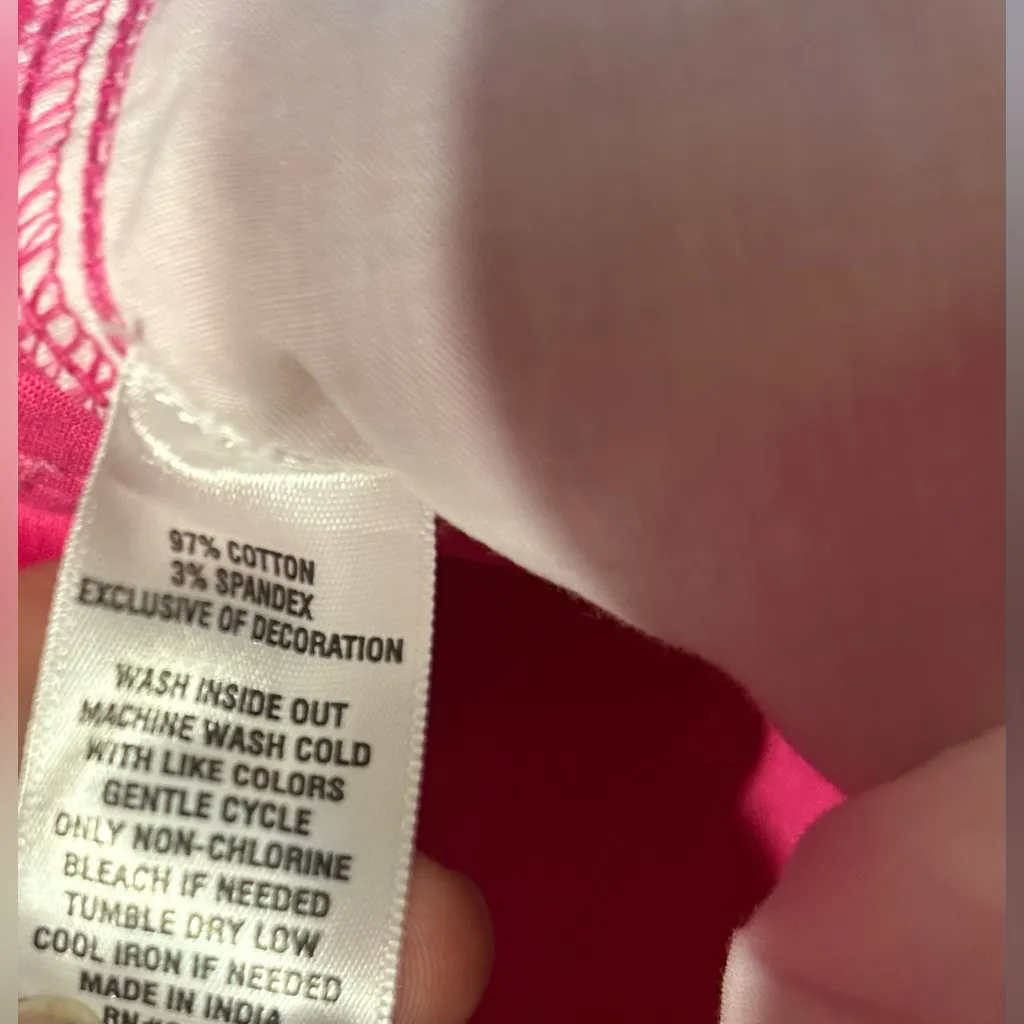 97% COTTON
3% SPANDEX
EXCLUSIVE OF DECORATION
WASH INSIDE OUT
MACHINE WASH COLD
WITH LIKE COLORS
GENTLE CYCLE
ONLY NON-CHLORINE
BLEACH IF NEEDED
TUMBLE DRY LOW
COOL IRON IF NEEDED
MADE IN INDIA